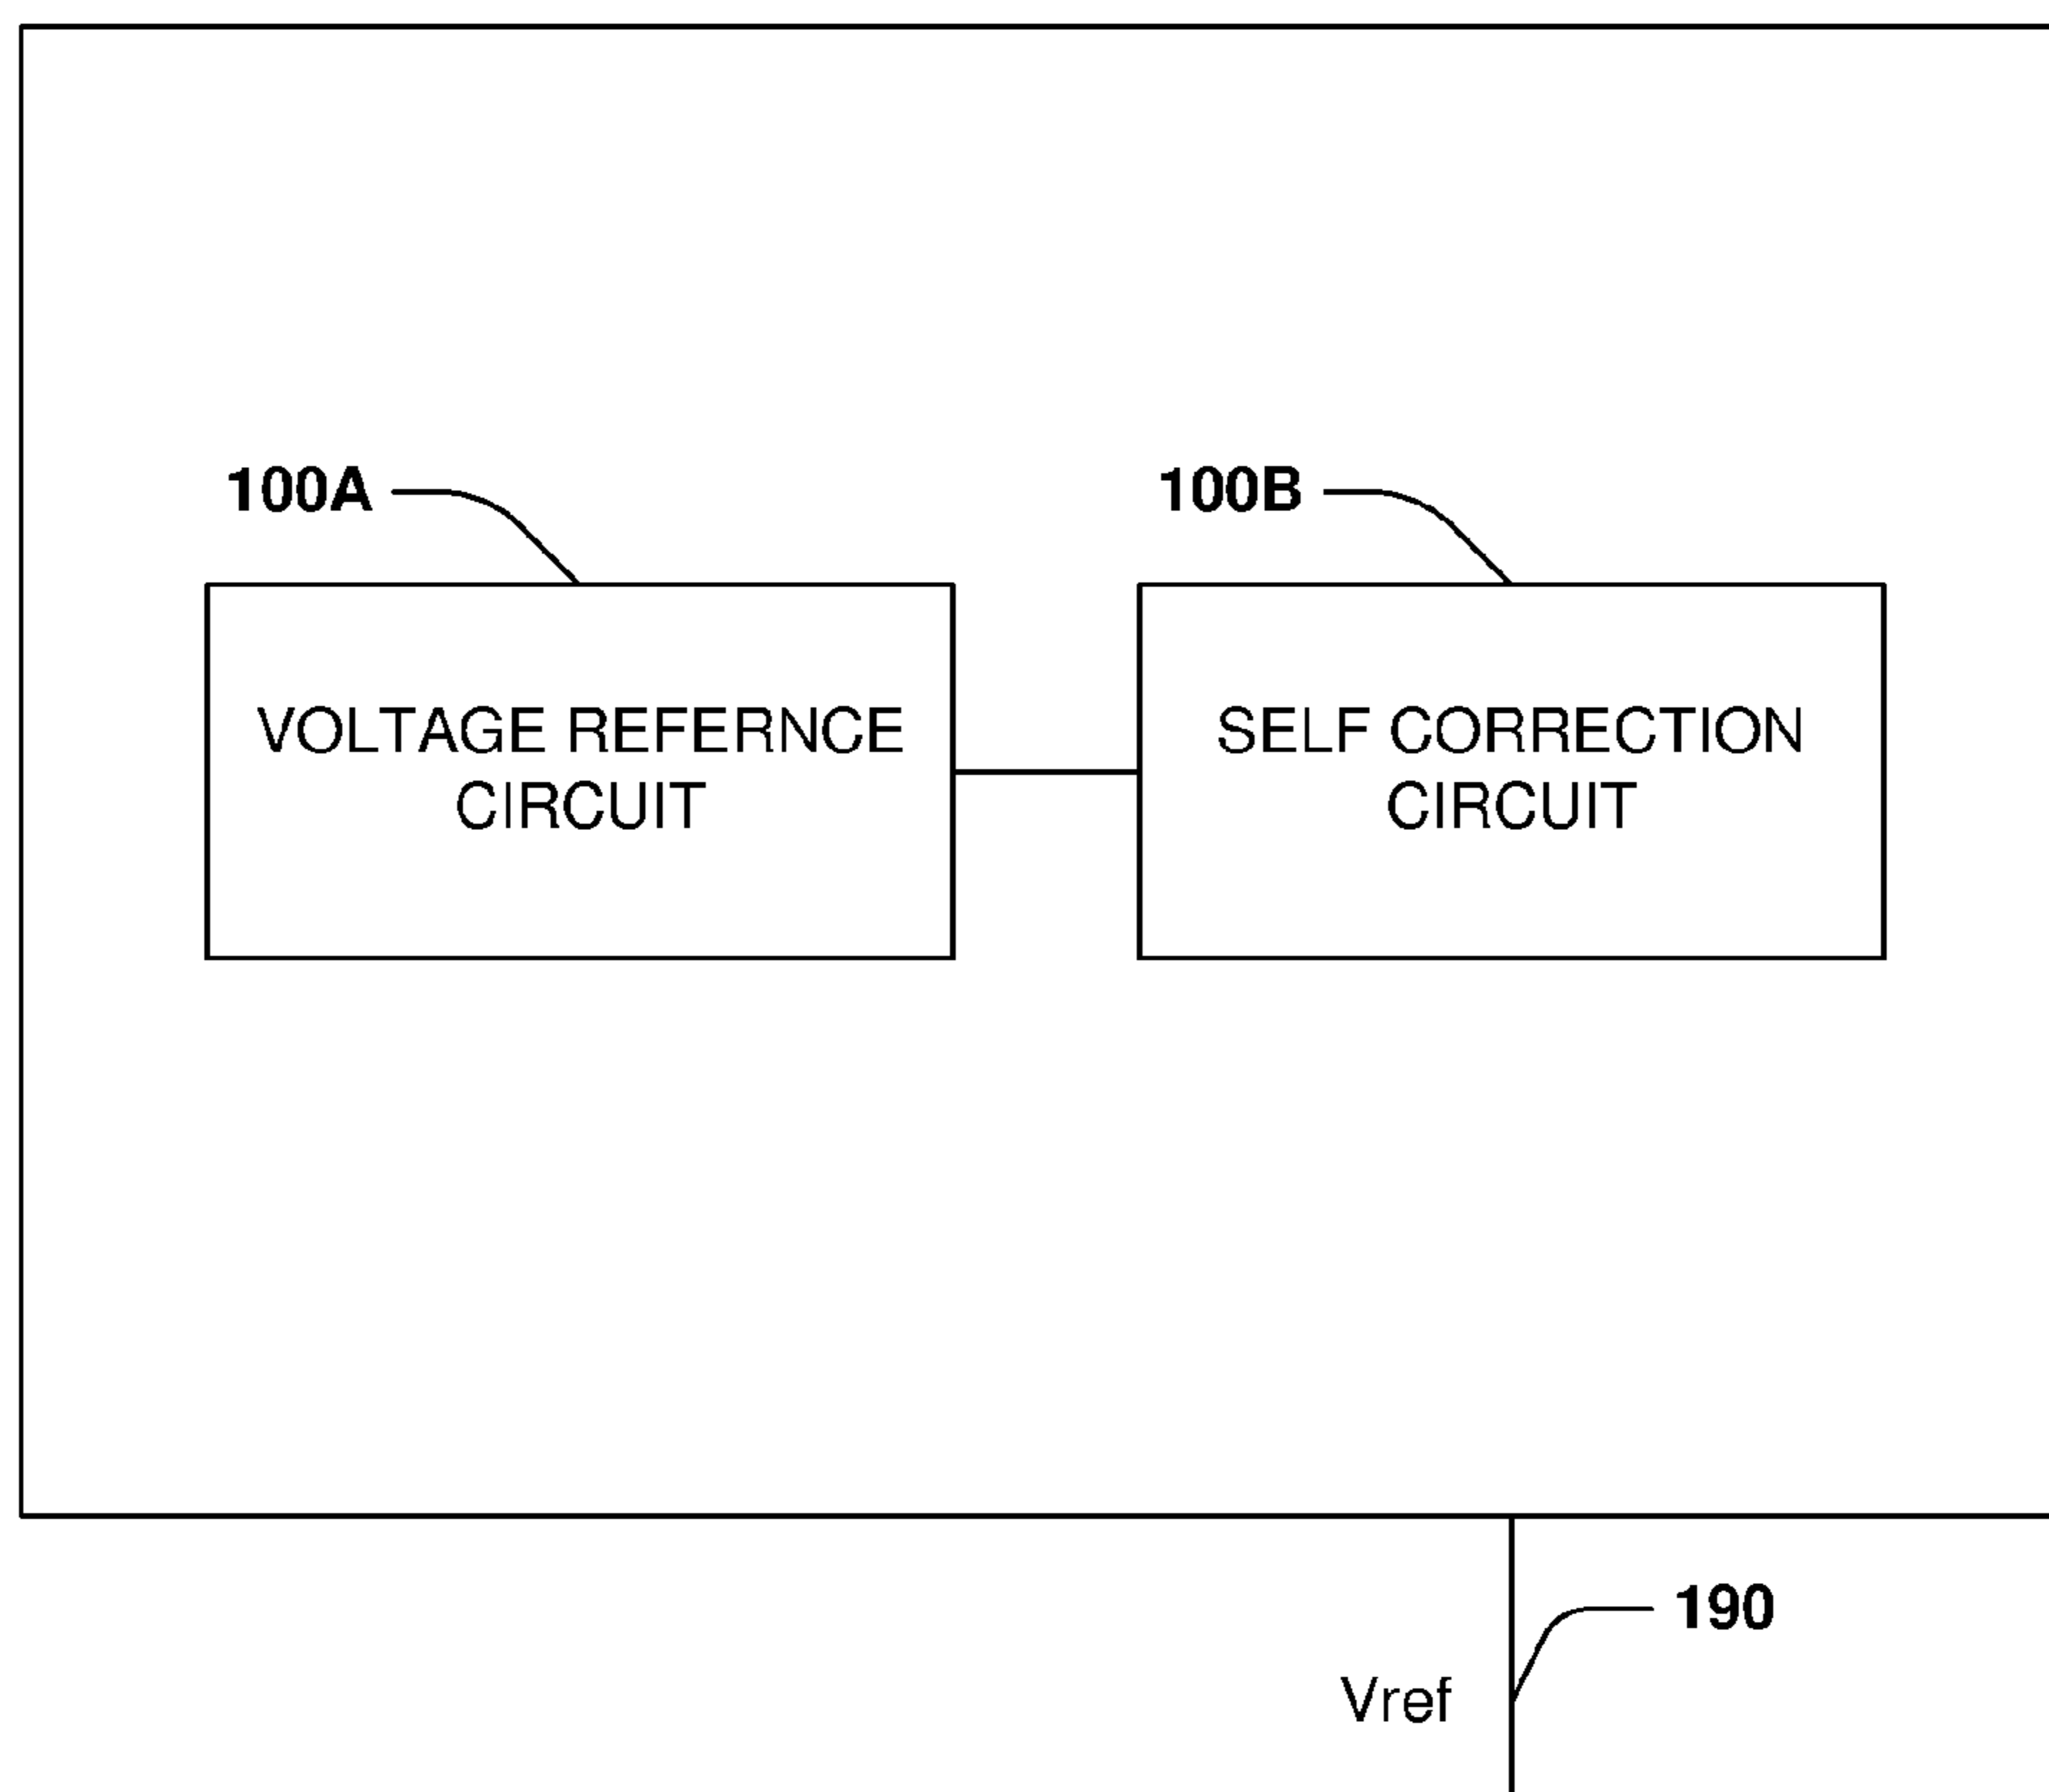 100A
100B
VOLTAGE REFERNCE
CIRCUIT
SELF CORRECTION
CIRCUIT
190
Vref